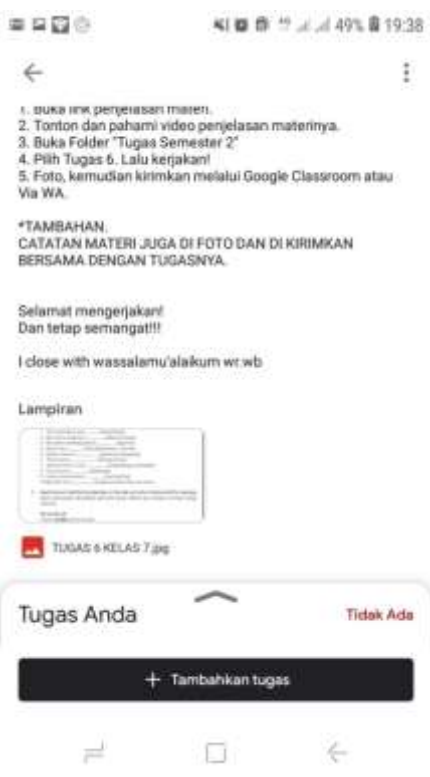 49% 19:38
1. Buka link penjelasan materi.
2. Tonton dan pahami video penjelasan materinya.
3. Buka Folder "Tugas Semester 2"
4. Pilih Tugas 6. Lalu kerjakan!
5. Foto, kemudian kirimkan melalui Google Classroom atau
Via WA.
*TAMBAHAN.
CATATAN MATERI JUGA DI FOTO DAN DI KIRIMKAN
BERSAMA DENGAN TUGASNYA.
Selamat mengerjakan!
Dan tetap semangat!!!
I close with wassalamu'alaikum wr.wb
Lampiran
TUGAS 6 KELAS 7.jpg
Tugas Anda
Tidak Ada
+ Tambahkan tugas